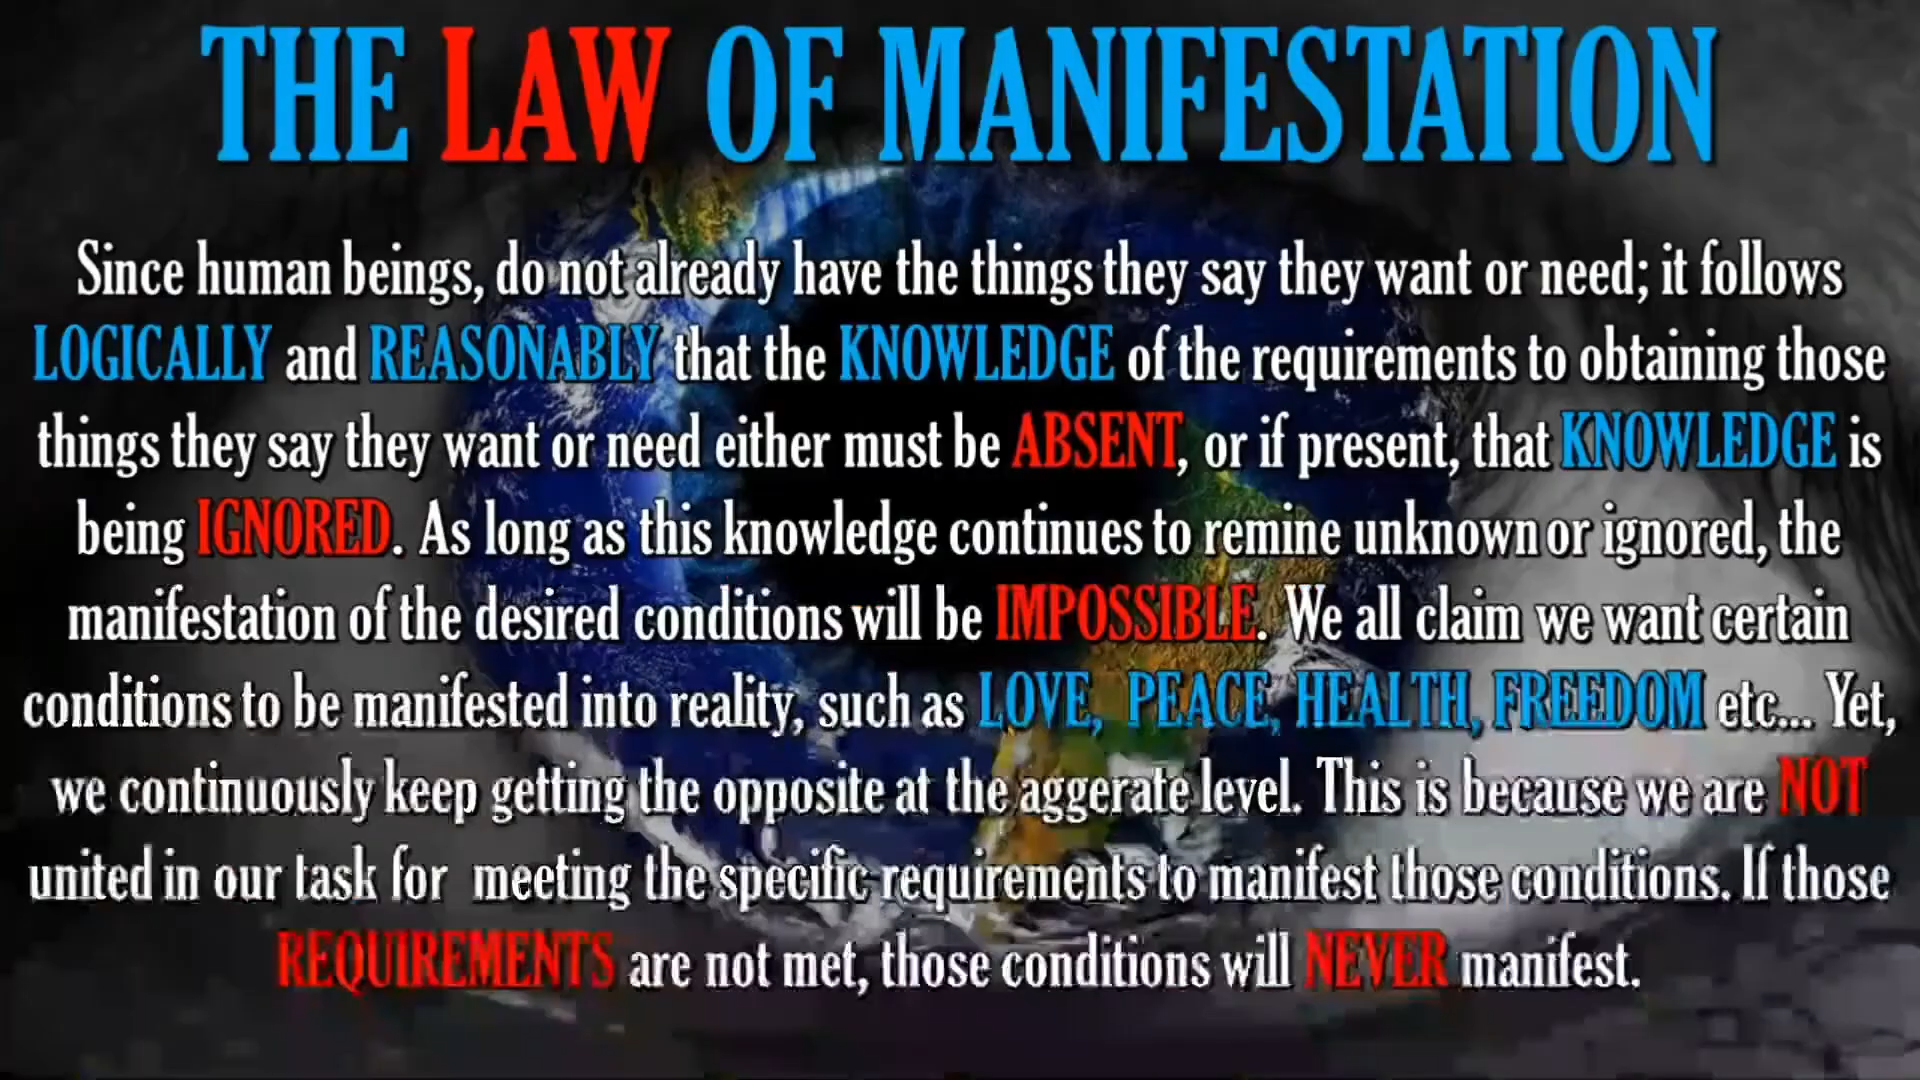 THE LAW OF MANIFESTATION
Since human beings, do not already have the things they say they want or need; it follows
LOGICALLY and REASONABLY that the KNOWLEDGE of the requirements to obtaining those
things they say they want or need either must be ABSENT, or if present, that KNOWLEDGE is
being IGNORED. As long as this knowledge continues to remine unknown or ignored, the
manifestation of the desired conditions will be IMPOSSIBLE. We all claim we want certain
conditions to be manifested into reality, such as LOVE, PEACE, HEALTH, FREEDOM etc... Yet,
we continuously keep getting the opposite at the aggerate level. This is because we are NOT
united in our task for meeting the specific requirements to manifest those conditions. If those
REQUIREMENTS are not met, those conditions will NEVER manifest.